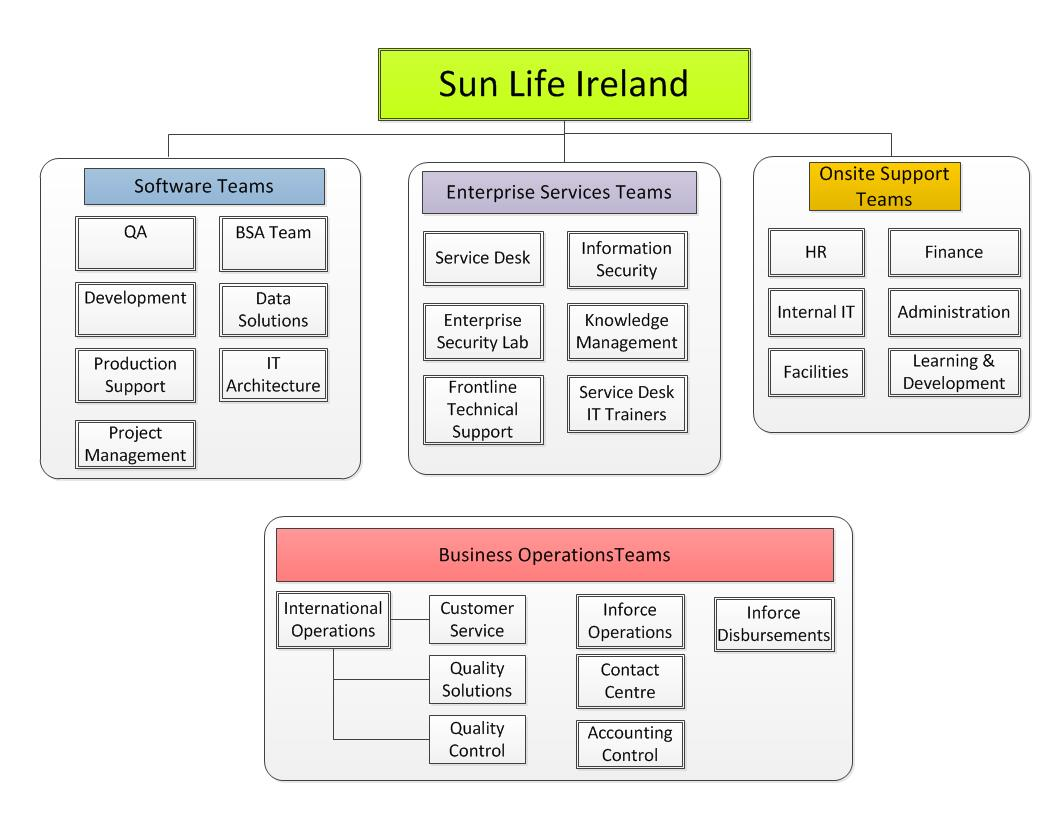 Sun Life Ireland
Software Teams
QA
BSA Team
Development
Data
Solutions
Production
Support
IT
Architecture
Project
Management
Enterprise Services Teams
Service Desk
Information
Security
Enterprise
Security Lab
Knowledge
Management
Frontline
Technical
Support
Service Desk
IT Trainers
Onsite Support
Teams
HR
Finance
Internal IT
Administration
Facilities
Learning &
Development
Business OperationsTeams
International
Operations
Customer
Service
Quality
Solutions
Quality
Control
Inforce
Operations
Contact
Centre
Accounting
Control
Inforce
Disbursements